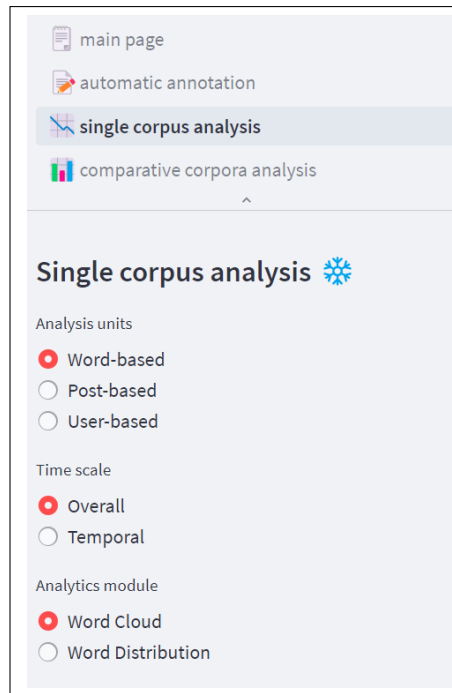 main page
automatic annotation
single corpus analysis
comparative corpora analysis
Single corpus analysis
Analysis units
Word-based
Post-based
User-based
Time scale
Overall
Temporal
Analytics module
Word Cloud
Word Distribution